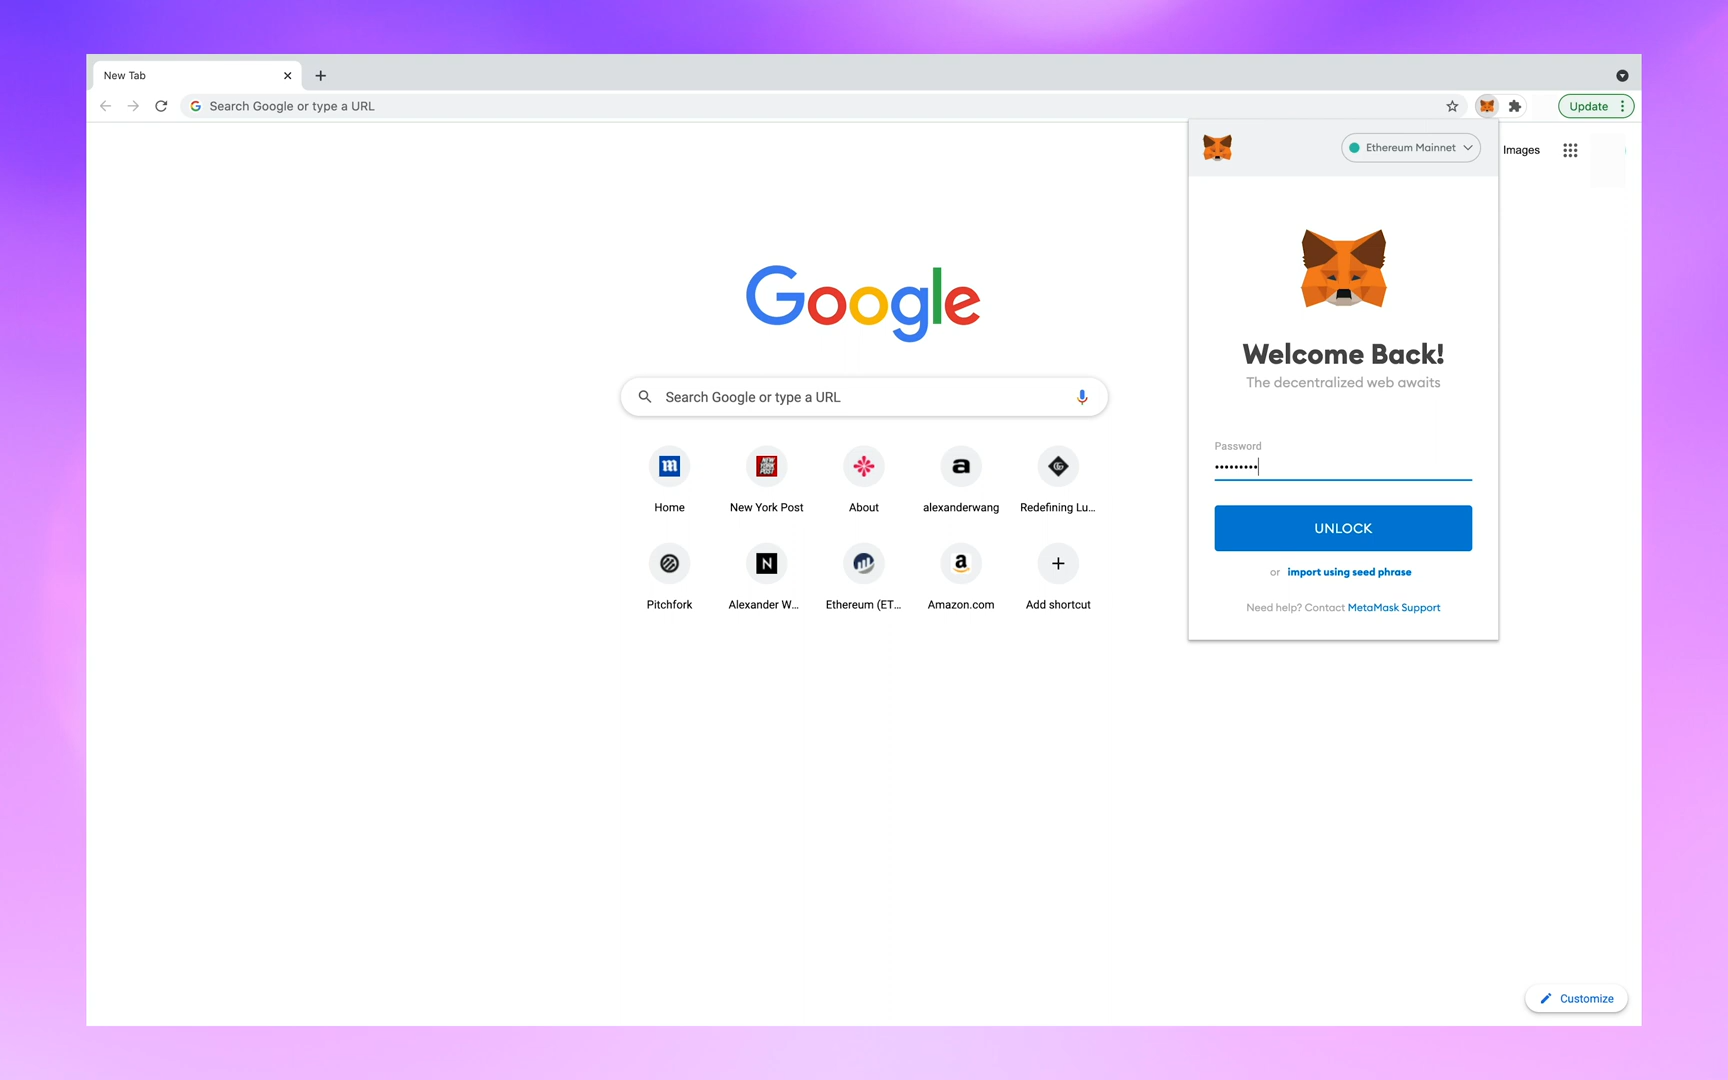 New Tab
Search Google or type a URL
Update
Ethereum Mainnet
Images
Google
Welcome Back!
The decentralized web awaits
Search Google or type a URL
Password
•••••••••
UNLOCK
or import using seed phrase
Need help? Contact MetaMask Support
Home
New York Post
About
alexanderwang
Redefining Lu...
Pitchfork
Alexander W...
Ethereum (ET...
Amazon.com
Add shortcut
Customize